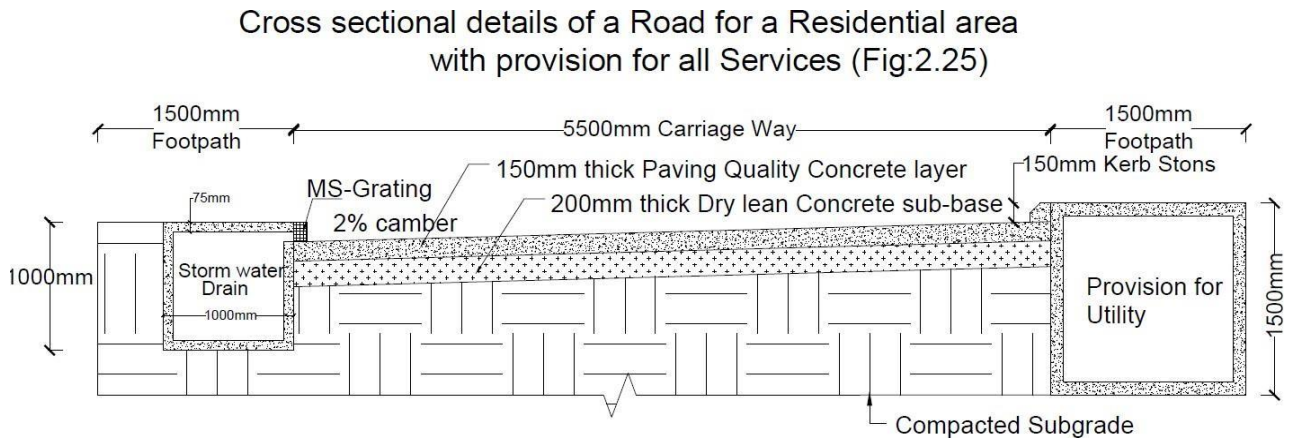 Cross sectional details of a Road for a Residential area
with provision for all Services (Fig:2.25)
1500mm
Footpath
5500mm Carriage Way
1500mm
Footpath
150mm thick Paving Quality Concrete layer
150mm Kerb Stons
MS-Grating
75mm
200mm thick Dry lean Concrete sub-base
2% camber
1000mm
Storm water
Drain
1000mm
Provision for
Utility
1500mm
Compacted Subgrade